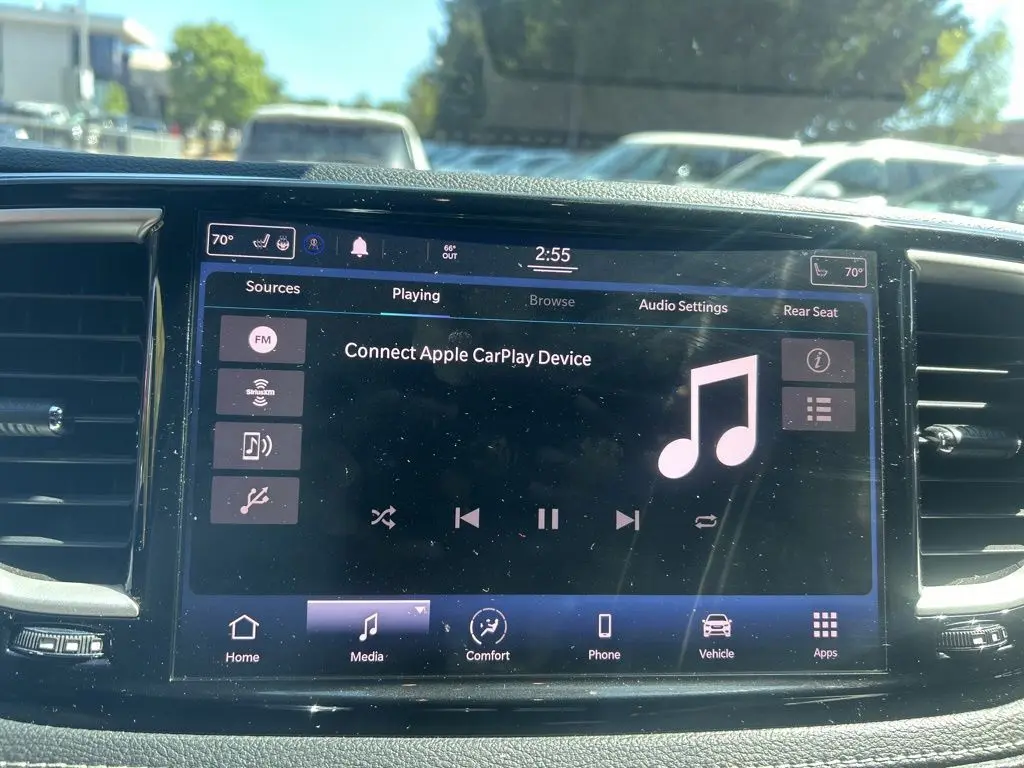 70°
66°
OUT
2:55
70°
Sources
Playing
Browse
Audio Settings
Rear Seat
FM
SiriusXM
Connect Apple CarPlay Device
i
Home
Media
Comfort
Phone
Vehicle
Apps